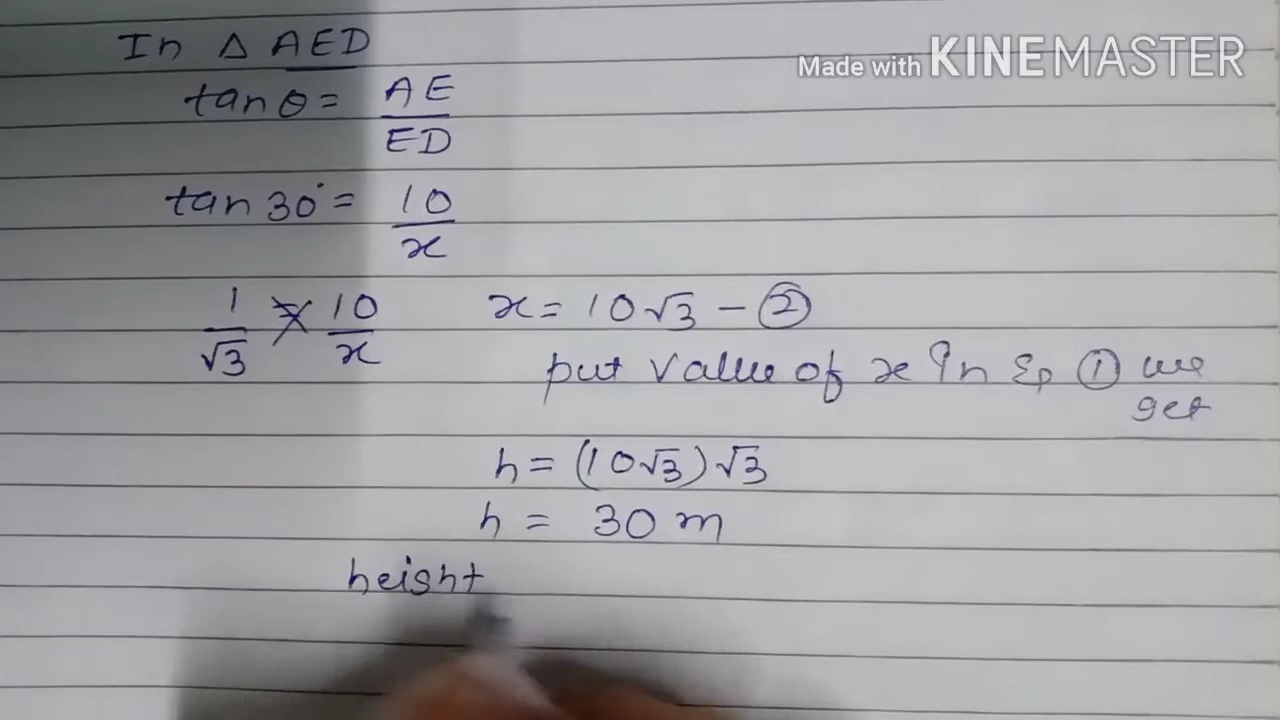 In Δ AED
Made with KINEMASTER
tanθ = AE/ED
tan 30° = 10/x
1/√3 = 10/x x = 10√3 – ②
put value of x in Eq ① we
get
h = (10√3)√3
h = 30 m
height